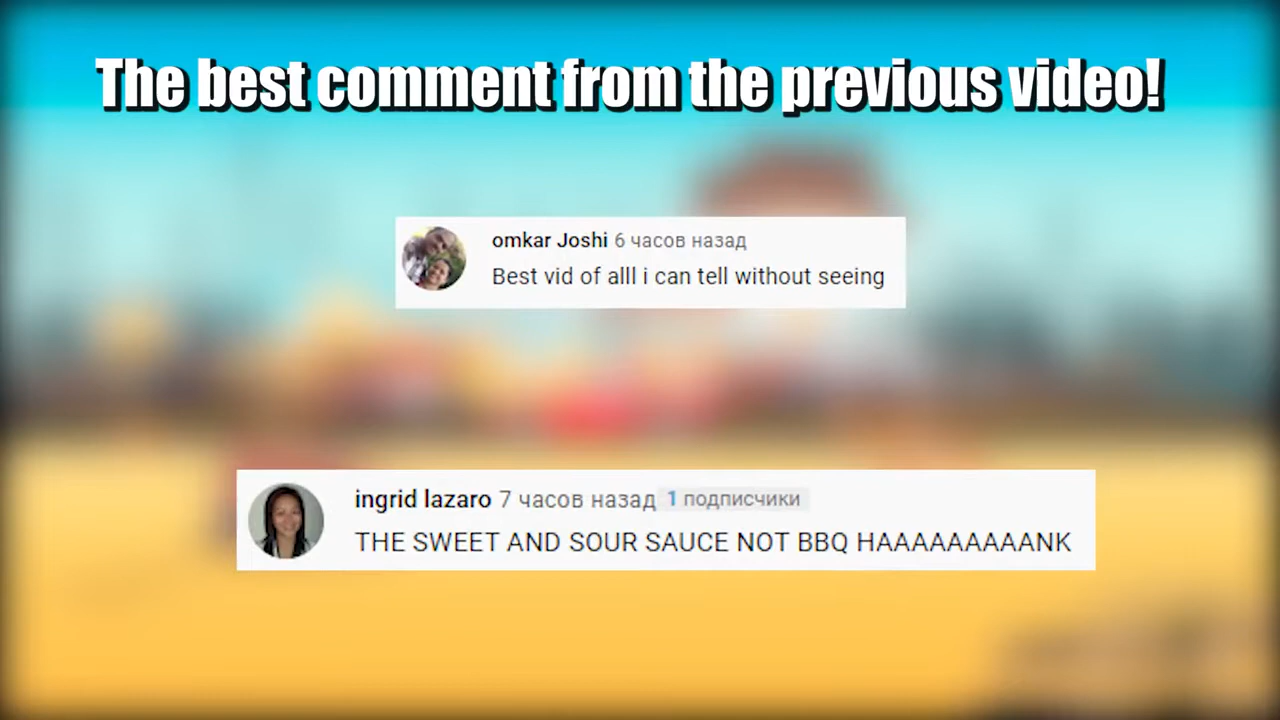 The best comment from the previous video!
omkar Joshi 6 часов назад
Best vid of alll i can tell without seeing
ingrid lazaro 7 часов назад 1 подписчики
THE SWEET AND SOUR SAUCE NOT BBQ HAAAAAAAAANK